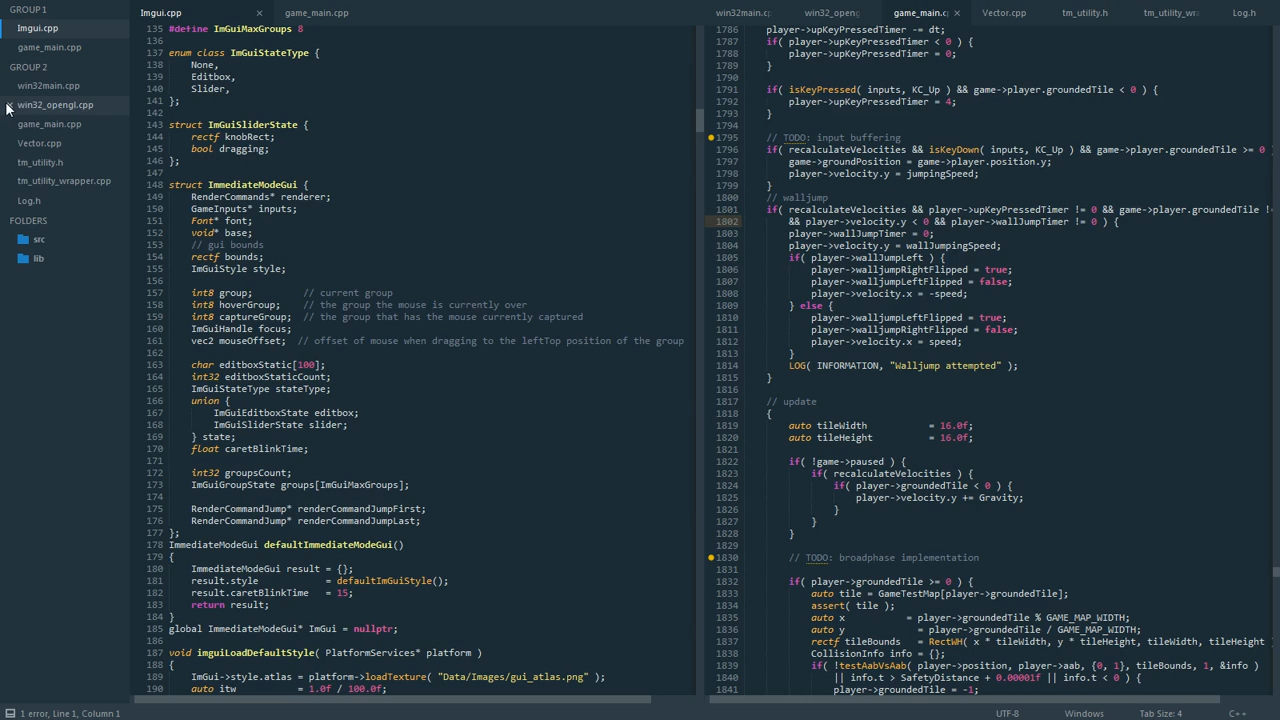 GROUP 1
Imgui.cpp
game_main.cpp
GROUP 2
win32main.cpp
win32_opengl.cpp
game_main.cpp
Vector.cpp
tm_utility.h
tm_utility_wrapper.cpp
Log.h
FOLDERS
src
lib
Imgui.cpp × game_main.cpp
135 #define ImGuiMaxGroups 8
136
137 enum class ImGuiStateType {
138 None,
139 Editbox,
140 Slider,
141 };
142
143 struct ImGuiSliderState {
144 rectf knobRect;
145 bool dragging;
146 };
147
148 struct ImmediateModeGui {
149 RenderCommands* renderer;
150 GameInputs* inputs;
151 Font* font;
152 void* base;
153 // gui bounds
154 rectf bounds;
155 ImGuiStyle style;
156
157 int8 group; // current group
158 int8 hoverGroup; // the group the mouse is currently over
159 int8 captureGroup; // the group that has the mouse currently captured
160 ImGuiHandle focus;
161 vec2 mouseOffset; // offset of mouse when dragging to the leftTop position of the group
162
163 char editboxStatic[100];
164 int32 editboxStaticCount;
165 ImGuiStateType stateType;
166 union {
167 ImGuiEditboxState editbox;
168 ImGuiSliderState slider;
169 } state;
170 float caretBlinkTime;
171
172 int32 groupsCount;
173 ImGuiGroupState groups[ImGuiMaxGroups];
174
175 RenderCommandJump* renderCommandJumpFirst;
176 RenderCommandJump* renderCommandJumpLast;
177 };
178 ImmediateModeGui defaultImmediateModeGui()
179 {
180 ImmediateModeGui result = {};
181 result.style = defaultImGuiStyle();
182 result.caretBlinkTime = 15;
183 return result;
184 }
185 global ImmediateModeGui* ImGui = nullptr;
186
187 void imguiLoadDefaultStyle( PlatformServices* platform )
188 {
189 ImGui->style.atlas = platform->loadTexture( "Data/Images/gui_atlas.png" );
190 auto itw = 1.0f / 100.0f;
win32main.c win32_openg game_main.c × Vector.cpp tm_utility.h tm_utility_wra Log.h
1786 player->upKeyPressedTimer -= dt;
1787 if( player->upKeyPressedTimer < 0 ) {
1788 player->upKeyPressedTimer = 0;
1789 }
1790
1791 if( isKeyPressed( inputs, KC_Up ) && game->player.groundedTile < 0 ) {
1792 player->upKeyPressedTimer = 4;
1793 }
1794
1795 // TODO: input buffering
1796 if( recalculateVelocities && isKeyDown( inputs, KC_Up ) && game->player.groundedTile >= 0
1797 game->groundPosition = game->player.position.y;
1798 player->velocity.y = jumpingSpeed;
1799 }
1800 // walljump
1801 if( recalculateVelocities && player->upKeyPressedTimer != 0 && game->player.groundedTile !
1802 && player->velocity.y < 0 && player->wallJumpTimer != 0 ) {
1803 player->wallJumpTimer = 0;
1804 player->velocity.y = wallJumpingSpeed;
1805 if( player->wallJumpLeft ) {
1806 player->walljumpRightFlipped = true;
1807 player->walljumpLeftFlipped = false;
1808 player->velocity.x = -speed;
1809 } else {
1810 player->walljumpLeftFlipped = true;
1811 player->walljumpRightFlipped = false;
1812 player->velocity.x = speed;
1813 }
1814 LOG( INFORMATION, "Walljump attempted" );
1815 }
1816
1817 // update
1818 {
1819 auto tileWidth = 16.0f;
1820 auto tileHeight = 16.0f;
1821
1822 if( !game->paused ) {
1823 if( recalculateVelocities ) {
1824 if( player->groundedTile < 0 ) {
1825 player->velocity.y += Gravity;
1826 }
1827 }
1828 }
1829
1830 // TODO: broadphase implementation
1831
1832 if( player->groundedTile >= 0 ) {
1833 auto tile = GameTestMap[player->groundedTile];
1834 assert( tile );
1835 auto x = player->groundedTile % GAME_MAP_WIDTH;
1836 auto y = player->groundedTile / GAME_MAP_WIDTH;
1837 rectf tileBounds = RectWH( x * tileWidth, y * tileHeight, tileWidth, tileHeight
1838 CollisionInfo info = {};
1839 if( !testAabVsAab( player->position, player->aab, {0, 1}, tileBounds, 1, &info )
1840 || info.t > SafetyDistance + 0.00001f || info.t < 0 ) {
1841 player->groundedTile = -1;
1 error, Line 1, Column 1 UTF-8 Windows Tab Size: 4 C++